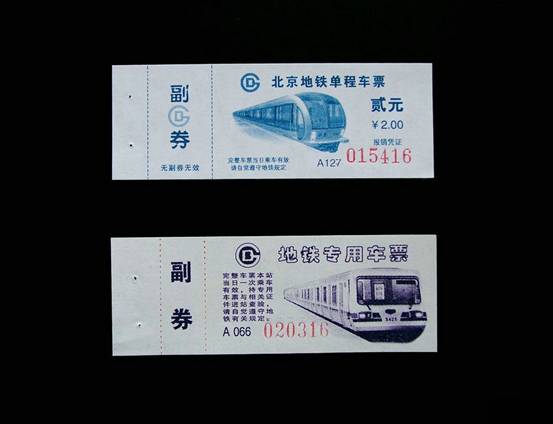 副
券
无副券无效
北京地铁单程车票
贰元
￥2.00
报销凭证
完整车票当日乘车有效
请自觉遵守地铁规定
A127 015416
副
券
地铁专用车票
完整车票本站
当日一次乘车
有效，持专用
车票与相关证
件进站查验，
请自觉遵守地
铁有关规定。
A 066 020316